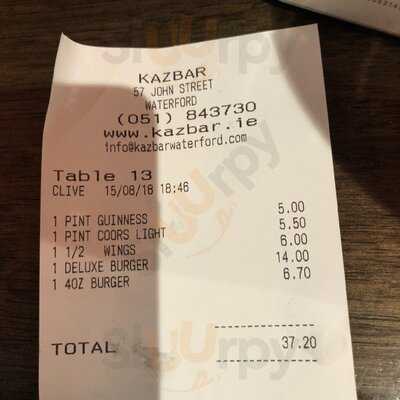 KAZBAR
57 JOHN STREET
WATERFORD
(051) 843730
www.kazbar.ie
info@kazbarwaterford.com
Table 13
CLIVE 15/08/18 18:46
1 PINT GUINNESS 5.00
1 PINT COORS LIGHT 5.50
1 1/2 WINGS 6.00
1 DELUXE BURGER 14.00
1 4OZ BURGER 6.70
TOTAL 37.20